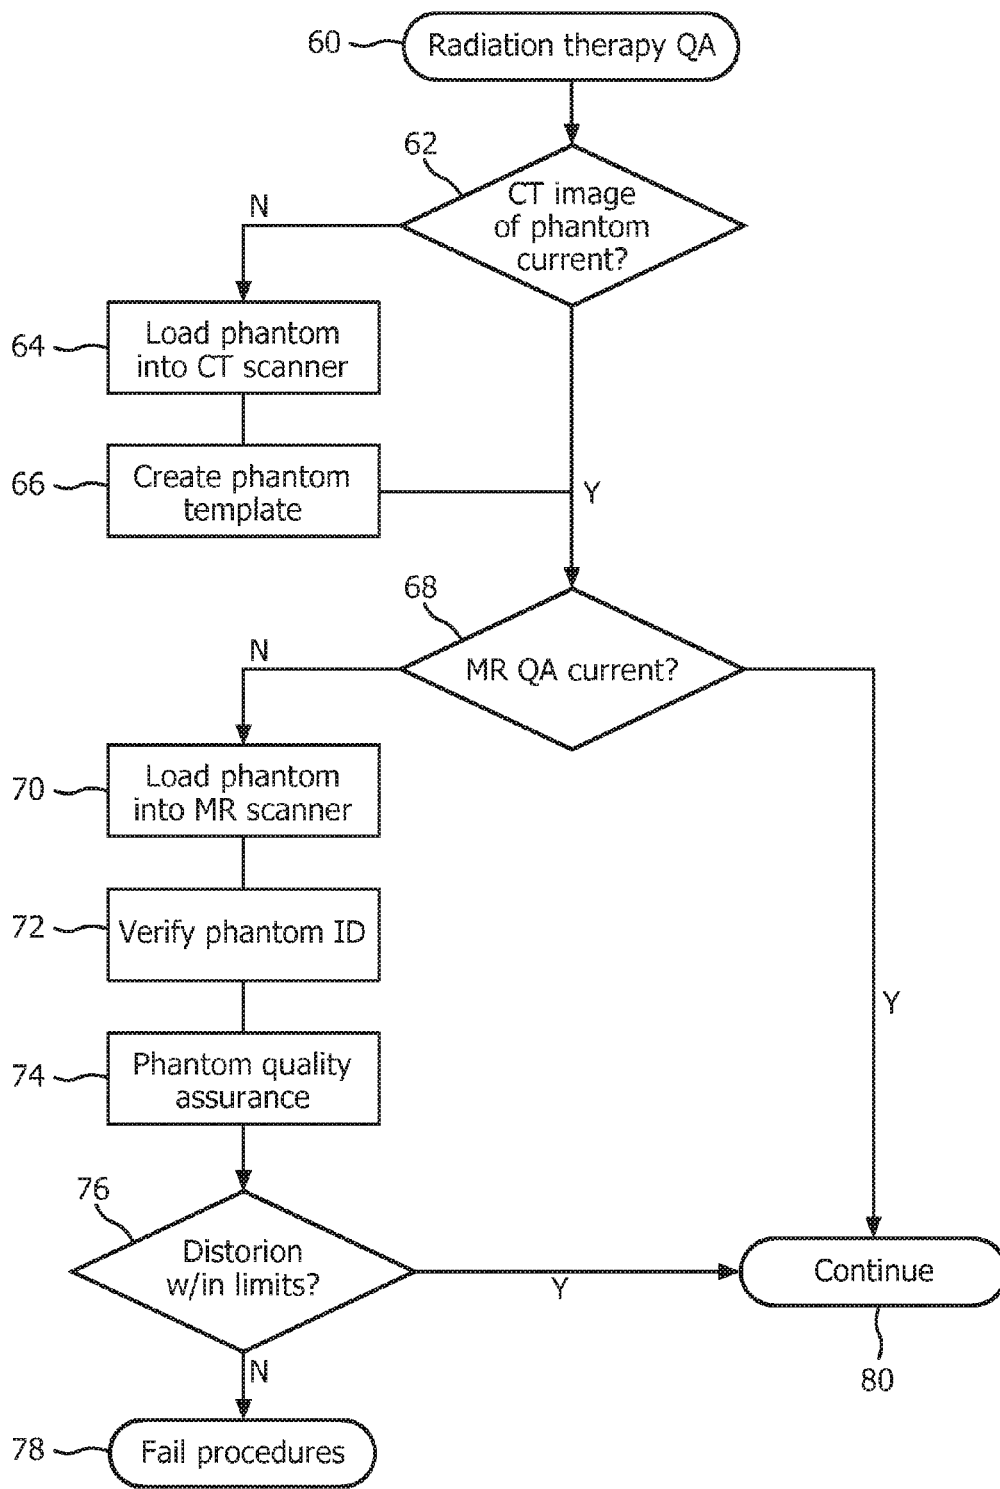 60
Radiation therapy QA
62
CT image
of phantom
current?
N
64
Load phantom
into CT scanner
66
Create phantom
template
Y
68
MR QA current?
N
70
Load phantom
into MR scanner
72
Verify phantom ID
Y
74
Phantom quality
assurance
76
Distorion
w/in limits?
Y
Continue
80
N
78
Fail procedures